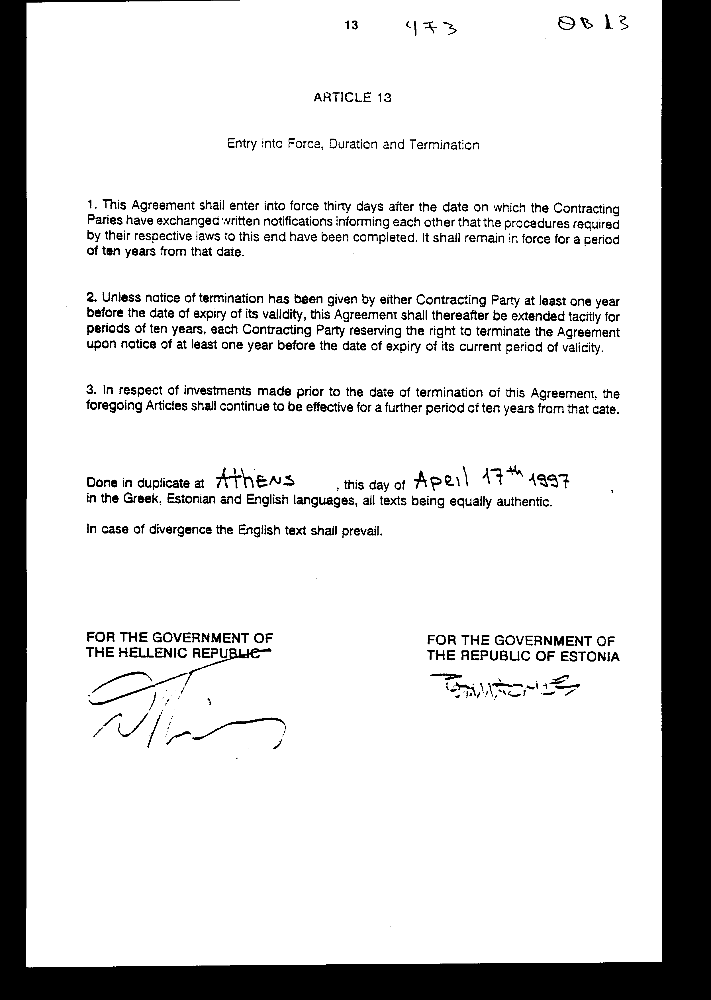 13 473 OB 13
ARTICLE 13
Entry into Force, Duration and Termination
1. This Agreement shall enter into force thirty days after the date on which the Contracting
Paries have exchanged written notifications informing each other that the procedures required
by their respective laws to this end have been completed. It shall remain in force for a period
of ten years from that date.
2. Unless notice of termination has been given by either Contracting Party at least one year
before the date of expiry of its validity, this Agreement shall thereafter be extended tacitly for
periods of ten years, each Contracting Party reserving the right to terminate the Agreement
upon notice of at least one year before the date of expiry of its current period of validity.
3. In respect of investments made prior to the date of termination of this Agreement, the
foregoing Articles shall continue to be effective for a further period of ten years from that date.
Done in duplicate at AThENS , this day of April 17th 1997 ,
in the Greek, Estonian and English languages, all texts being equally authentic.
In case of divergence the English text shall prevail.
FOR THE GOVERNMENT OF
THE HELLENIC REPUBLIC
FOR THE GOVERNMENT OF
THE REPUBLIC OF ESTONIA